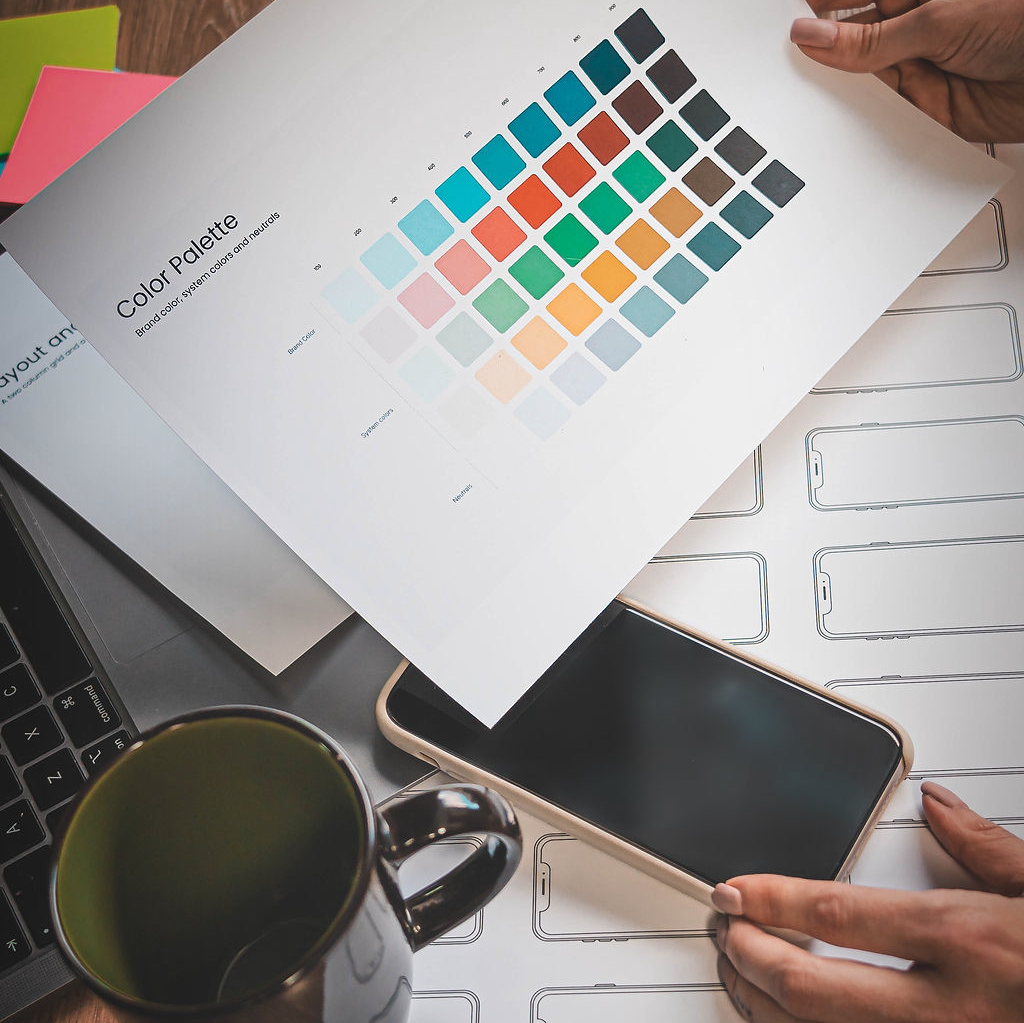 Color Palette
Brand color, system colors and neutrals
100
200
300
400
500
600
700
800
900
Brand Color
System colors
Neutrals
ayout and
A two column grid and a
command
⌘
C
X
Z
A